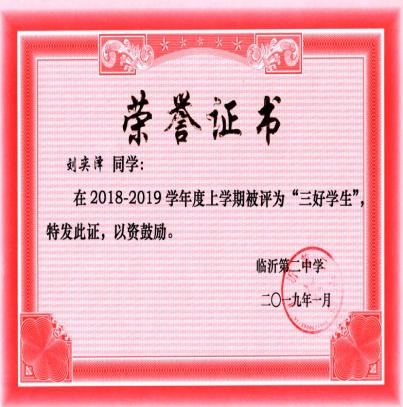 荣誉证书
刘奕泽 同学：
在 2018-2019 学年度上学期被评为“三好学生”，
特发此证，以资鼓励。
临沂第二中学
二〇一九年一月